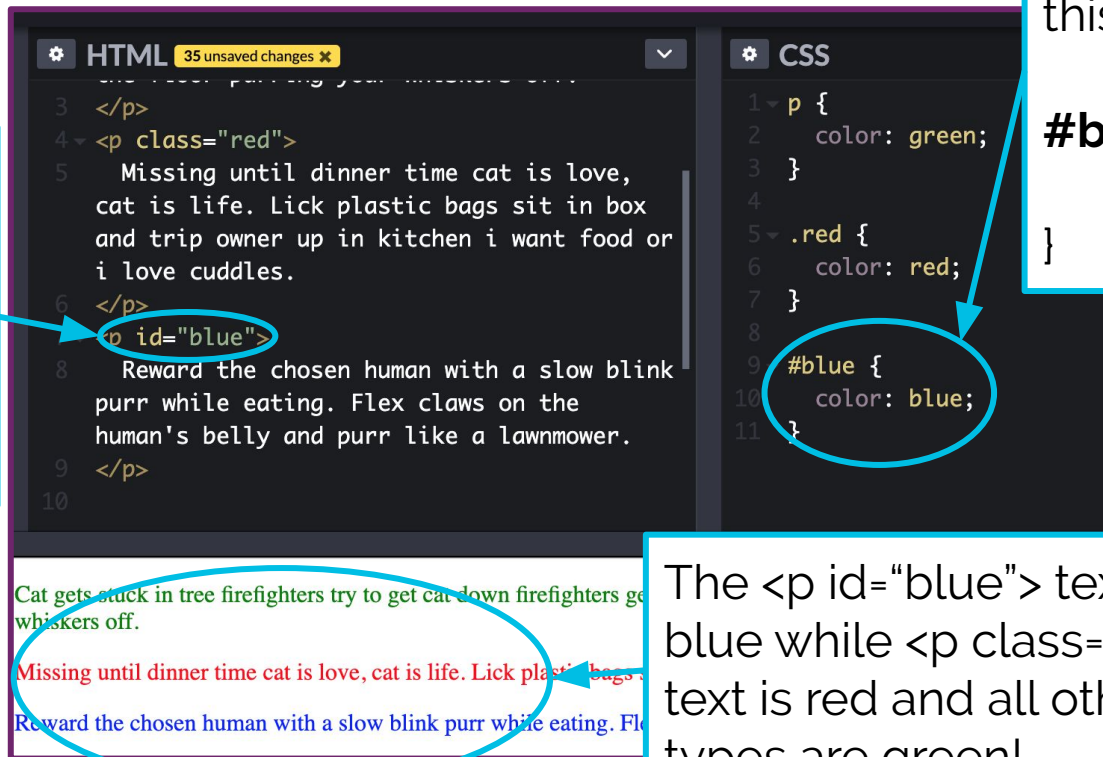 this
#b
}
HTML 35 unsaved changes ×
3 </p>
4 <p class="red">
5 Missing until dinner time cat is love,
cat is life. Lick plastic bags sit in box
and trip owner up in kitchen i want food or
i love cuddles.
6 </p>
<p id="blue">
8 Reward the chosen human with a slow blink
purr while eating. Flex claws on the
human's belly and purr like a lawnmower.
9 </p>
10
CSS
1 p {
2 color: green;
3 }
4
5 .red {
6 color: red;
7 }
8
9 #blue {
10 color: blue;
11 }
Cat gets stuck in tree firefighters try to get cat down firefighters ge
whiskers off.
Missing until dinner time cat is love, cat is life. Lick plastic bags s
Reward the chosen human with a slow blink purr while eating. Fle
The <p id=“blue”> tex
blue while <p class=
text is red and all oth
types are green!